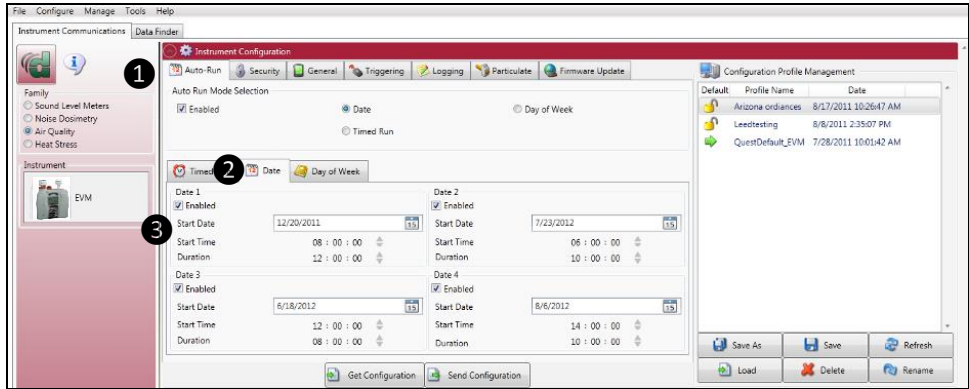 File Configure Manage Tools Help
Instrument Communications Data Finder
1
Family
Sound Level Meters
Noise Dosimetry
Air Quality
Heat Stress
Instrument
EVM
Instrument Configuration
Auto-Run Security General Triggering Logging Particulate Firmware Update
Auto Run Mode Selection
Enabled Date Day of Week
Timed Run
Timed 2 Date Day of Week
3
Date 1
Enabled
Start Date 12/20/2011 15
Start Time 08 : 00 : 00
Duration 12 : 00 : 00
Date 2
Enabled
Start Date 7/23/2012 15
Start Time 06 : 00 : 00
Duration 10 : 00 : 00
Date 3
Enabled
Start Date 6/18/2012 15
Start Time 12 : 00 : 00
Duration 08 : 00 : 00
Date 4
Enabled
Start Date 8/6/2012 15
Start Time 14 : 00 : 00
Duration 10 : 00 : 00
Get Configuration Send Configuration
Configuration Profile Management
Default Profile Name Date
Arizona ordiances 8/17/2011 10:26:47 AM
Leedtesting 8/8/2011 2:35:07 PM
QuestDefault_EVM 7/28/2011 10:01:42 AM
Save As Save Refresh
Load Delete Rename